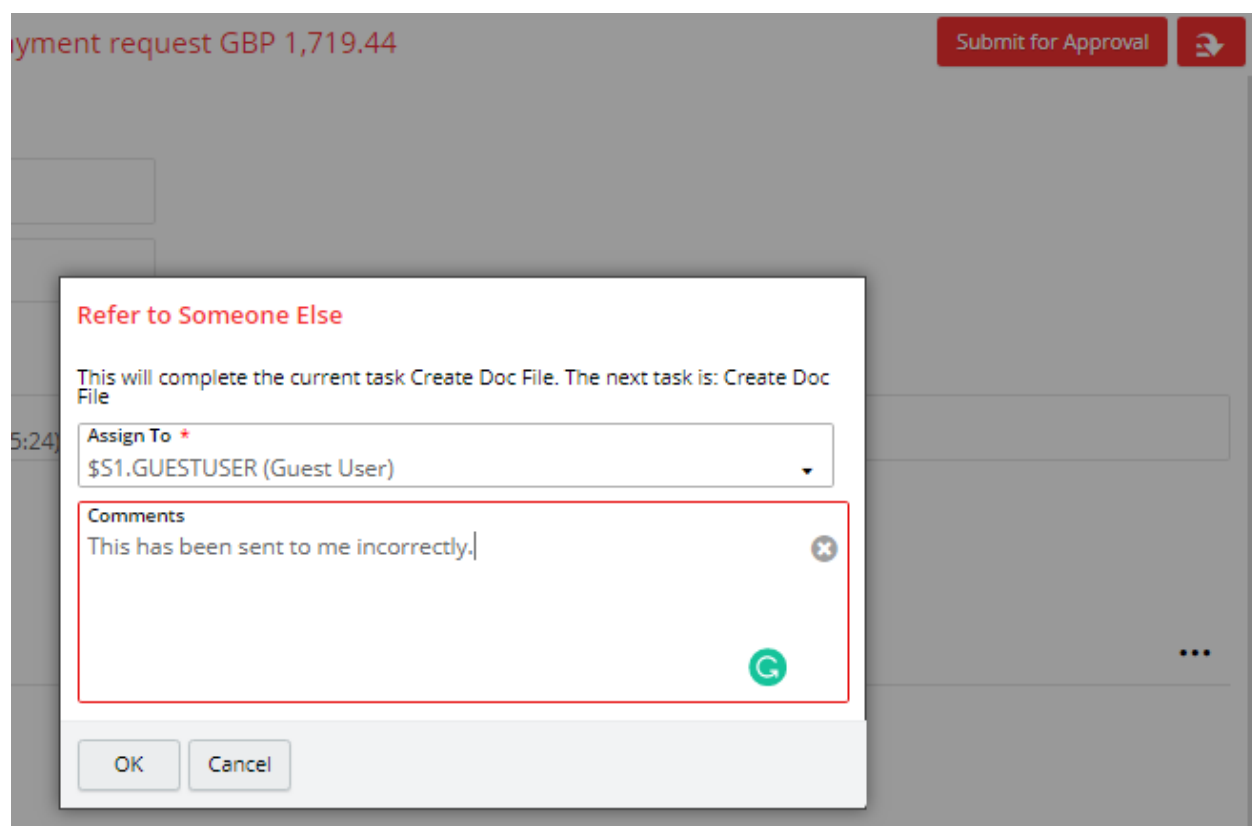 yment request GBP 1,719.44
Submit for Approval
Refer to Someone Else
This will complete the current task Create Doc File. The next task is: Create Doc
File
5:24)
Assign To *
$S1.GUESTUSER (Guest User)
Comments
This has been sent to me incorrectly.
OK
Cancel